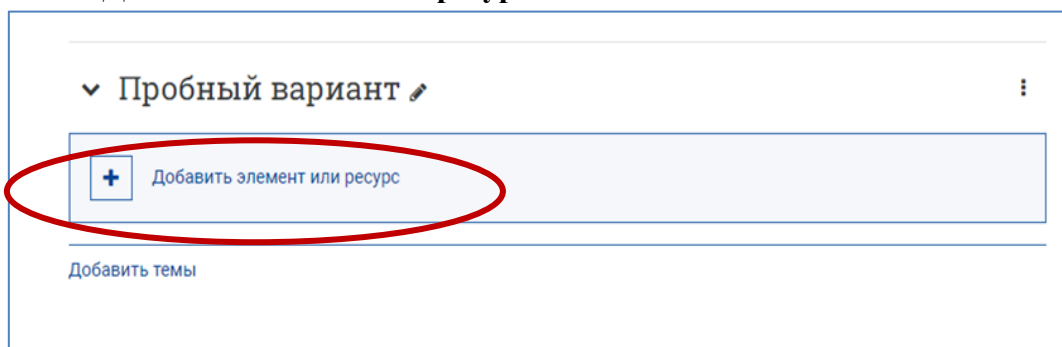 Пробный вариант
Добавить элемент или ресурс
Добавить темы